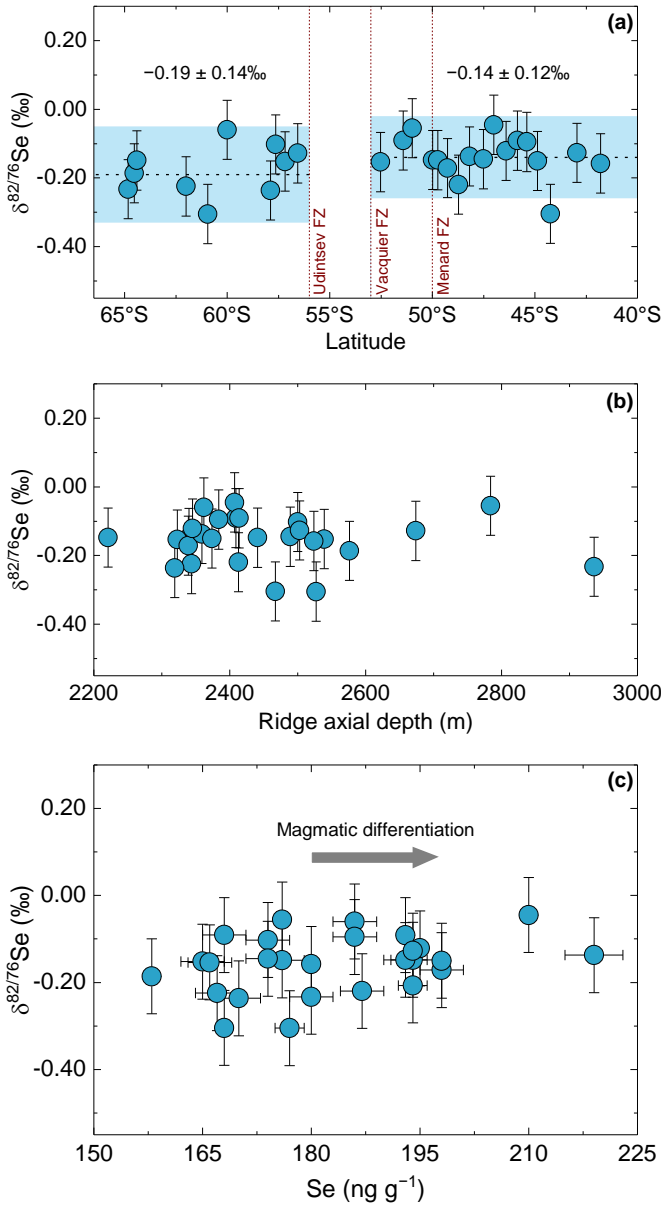 (a)
0.20
−0.19 ± 0.14‰
−0.14 ± 0.12‰
0.00
-0.20
-0.40
δ82/76Se (‰)
Udintsev FZ
Vacquier FZ
Menard FZ
65°S 60°S 55°S 50°S 45°S 40°S
Latitude
(b)
0.20
0.00
-0.20
-0.40
δ82/76Se (‰)
2200 2400 2600 2800 3000
Ridge axial depth (m)
(c)
0.20
Magmatic differentiation
0.00
-0.20
-0.40
δ82/76Se (‰)
150 165 180 195 210 225
Se (ng g−1)